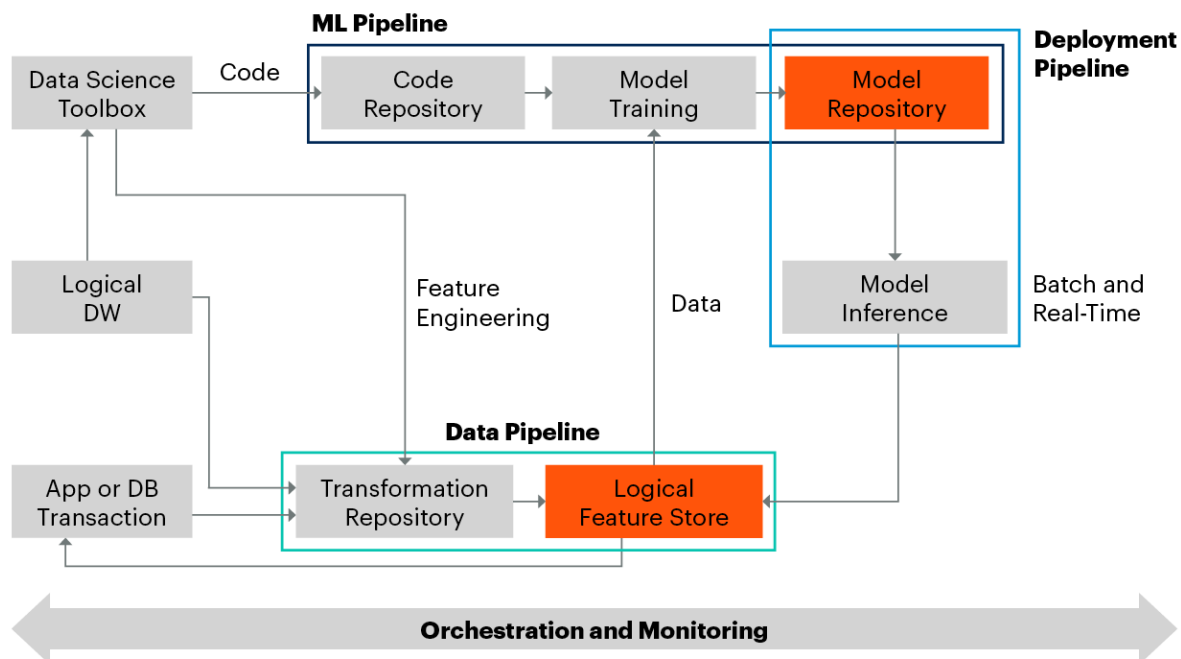 ML Pipeline
Deployment
Pipeline
Data Science
Toolbox
Code
Code
Repository
Model
Training
Model
Repository
Logical
DW
Feature
Engineering
Data
Model
Inference
Batch and
Real-Time
Data Pipeline
App or DB
Transaction
Transformation
Repository
Logical
Feature Store
Orchestration and Monitoring